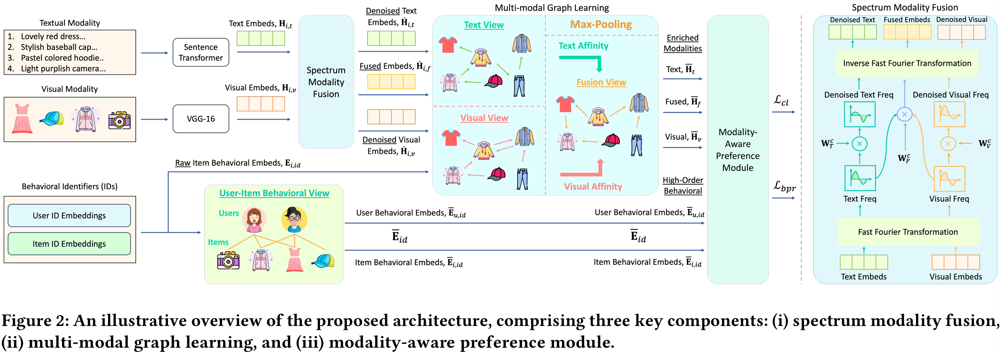 Textual Modality
1. Lovely red dress...
2. Stylish baseball cap...
3. Pastel colored hoodie..
4. Light purplish camera...
Visual Modality
Behavioral Identifiers (IDs)
User ID Embeddings
Item ID Embeddings
Sentence
Transformer
VGG-16
Text Embeds, H_{i,t}
Visual Embeds, H_{i,v}
Raw Item Behavioral Embeds, E_{i,id}
Spectrum
Modality
Fusion
User-Item Behavioral View
Users
Items
Denoised Text
Embeds, Ḣ_{i,t}
Fused Embeds, Ḣ_{i,f}
Denoised Visual
Embeds, Ḣ_{i,v}
Multi-modal Graph Learning
Text View
Visual View
Max-Pooling
Text Affinity
Fusion View
Visual Affinity
User Behavioral Embeds, E̅_{u,id}
E̅_{id}
Item Behavioral Embeds, E̅_{i,id}
Enriched
Modalities
Text, H̅_t
Fused, H̅_f
Visual, H̅_v
High-Order
Behavioral
User Behavioral Embeds, E̅_{u,id}
E̅_{id}
Item Behavioral Embeds, E̅_{i,id}
Modality-
Aware
Preference
Module
ℒ_{cl}
ℒ_{bpr}
Spectrum Modality Fusion
Denoised Text Fused Embeds Denoised Visual
Inverse Fast Fourier Transformation
Denoised Text Freq Denoised Visual Freq
×
W_T^c × × W_V^c
W_F^c
Text Freq Visual Freq
Fast Fourier Transformation
Text Embeds Visual Embeds
Figure 2: An illustrative overview of the proposed architecture, comprising three key components: (i) spectrum modality fusion,
(ii) multi-modal graph learning, and (iii) modality-aware preference module.